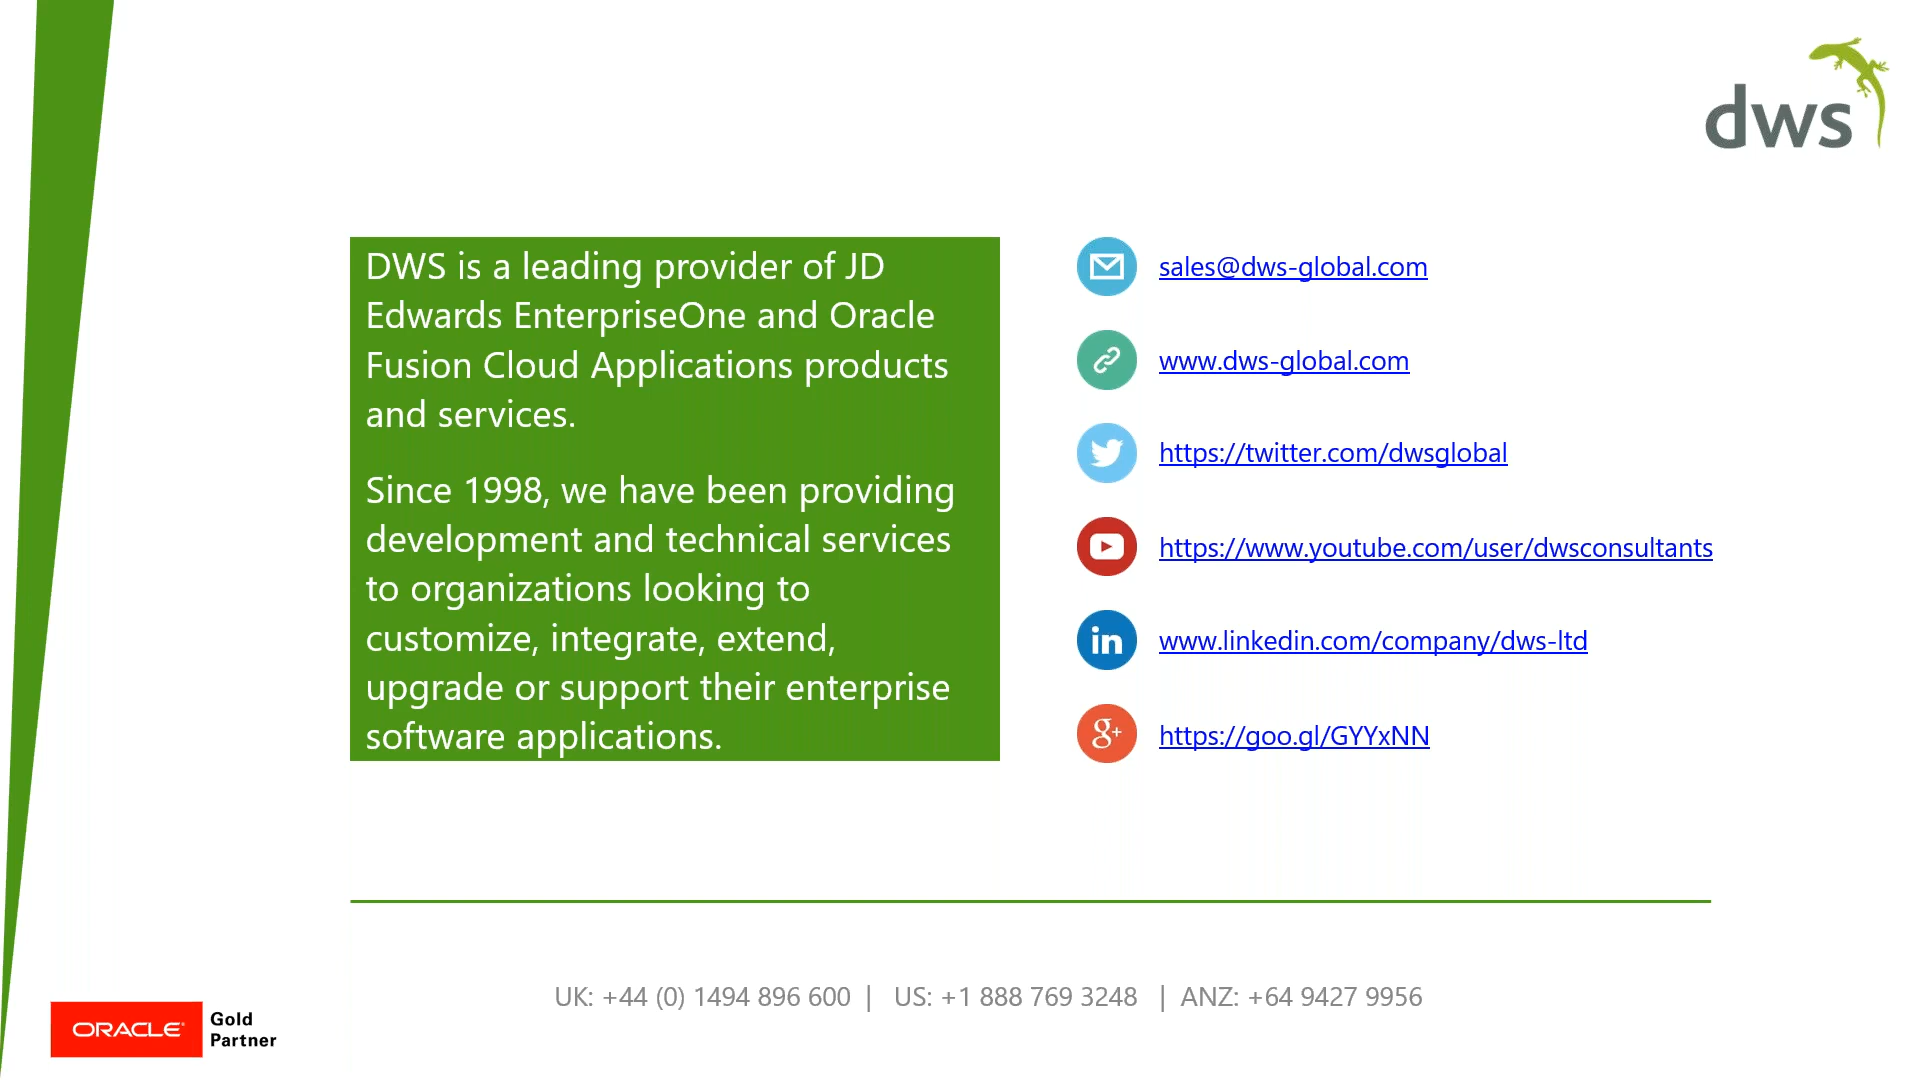 dws
DWS is a leading provider of JD
Edwards EnterpriseOne and Oracle
Fusion Cloud Applications products
and services.
Since 1998, we have been providing
development and technical services
to organizations looking to
customize, integrate, extend,
upgrade or support their enterprise
software applications.
sales@dws-global.com
www.dws-global.com
https://twitter.com/dwsglobal
https://www.youtube.com/user/dwsconsultants
in www.linkedin.com/company/dws-ltd
g+ https://goo.gl/GYYxNN
UK: +44 (0) 1494 896 600 | US: +1 888 769 3248 | ANZ: +64 9427 9956
ORACLE® Gold
Partner